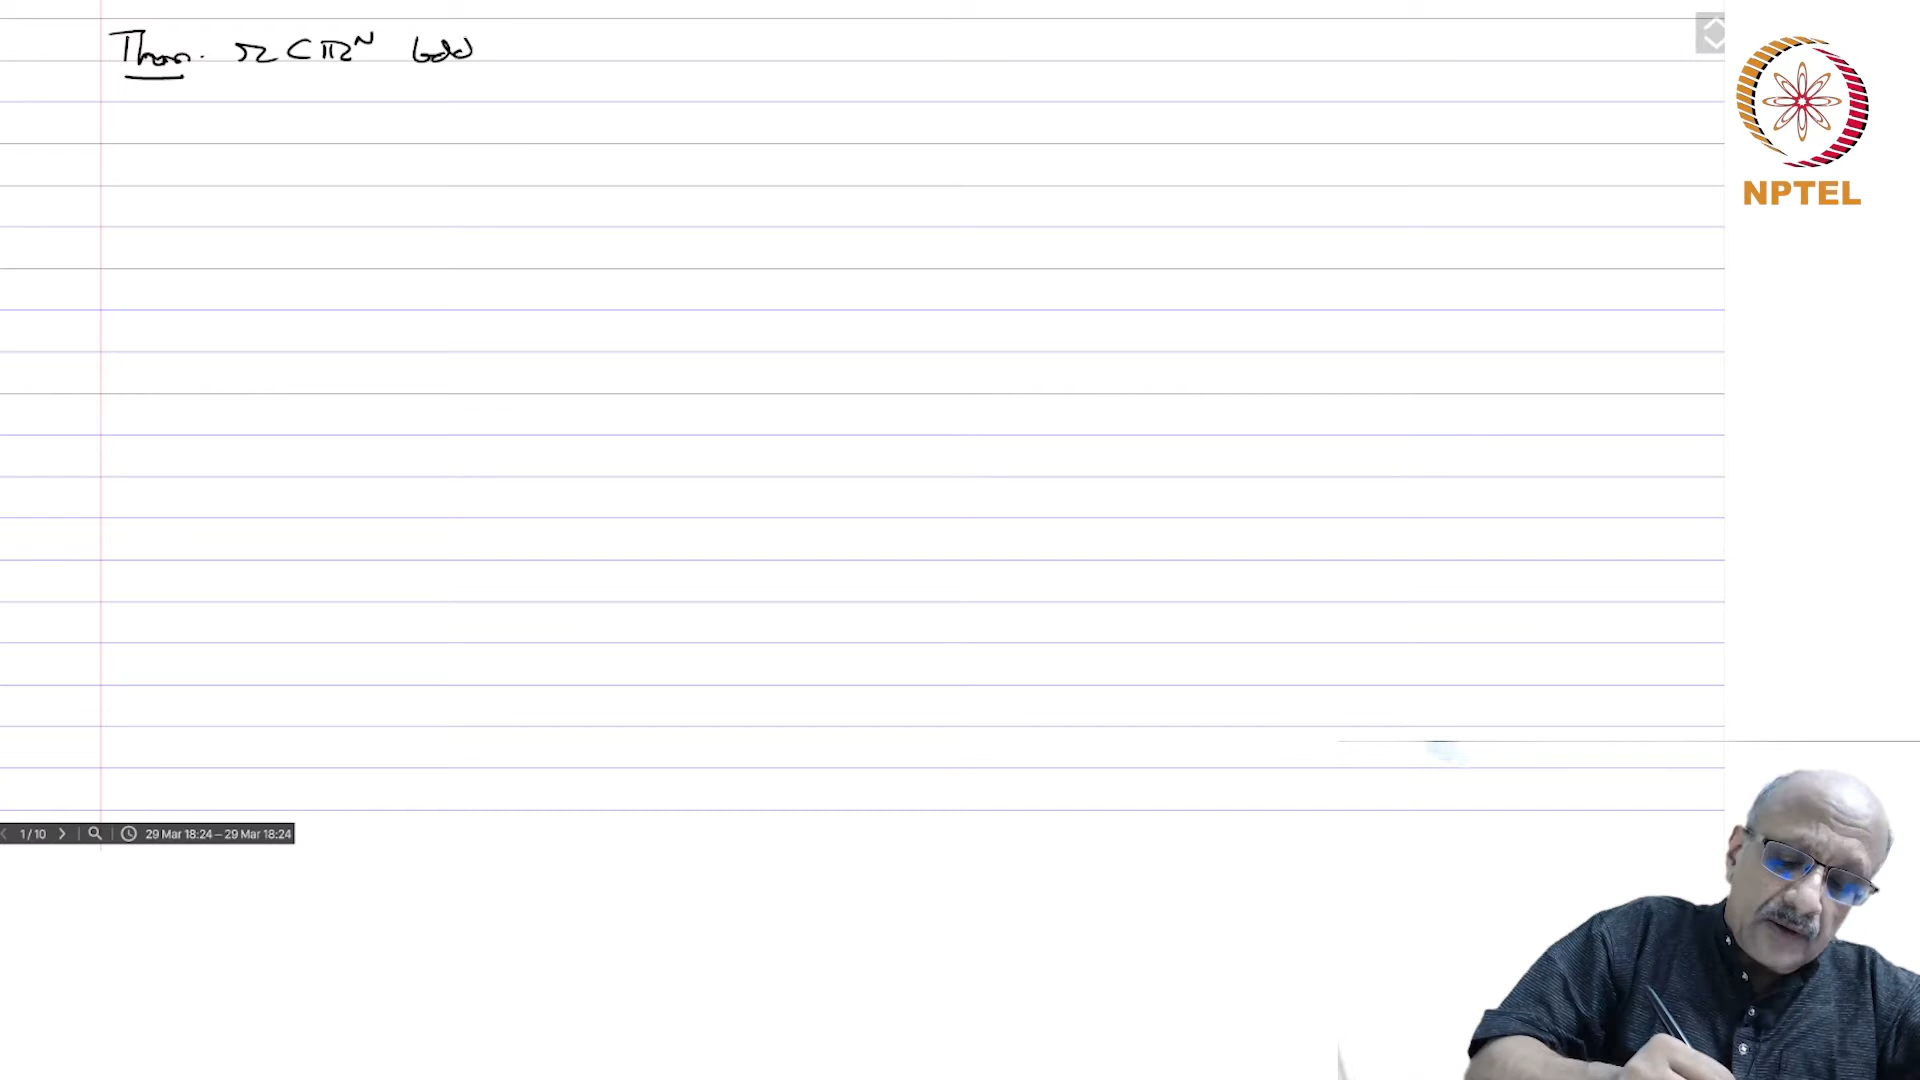 Thm. Ω ⊂ ℝᴺ bdd
NPTEL
1 / 10 29 Mar 18:24 – 29 Mar 18:24